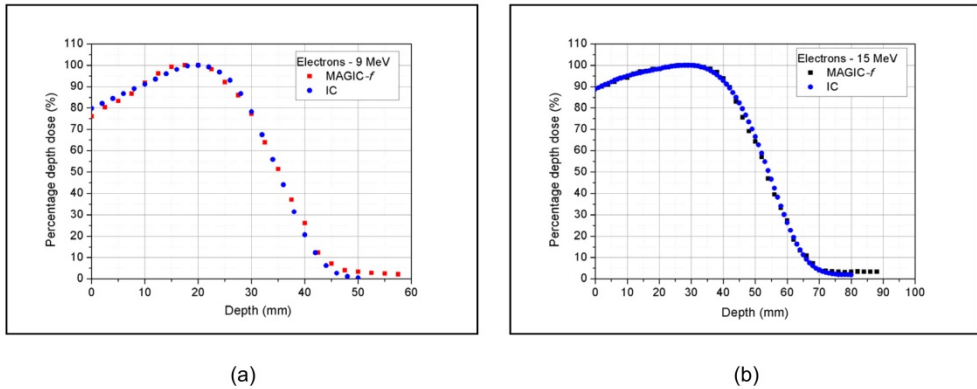 110
100
90
80
70
60
50
40
30
20
10
0
Percentage depth dose (%)
Electrons - 9 MeV
MAGIC-f
IC
0 10 20 30 40 50 60
Depth (mm)
(a)
110
100
90
80
70
60
50
40
30
20
10
0
Percentage depth dose (%)
Electrons - 15 MeV
MAGIC-f
IC
0 10 20 30 40 50 60 70 80 90 100
Depth (mm)
(b)